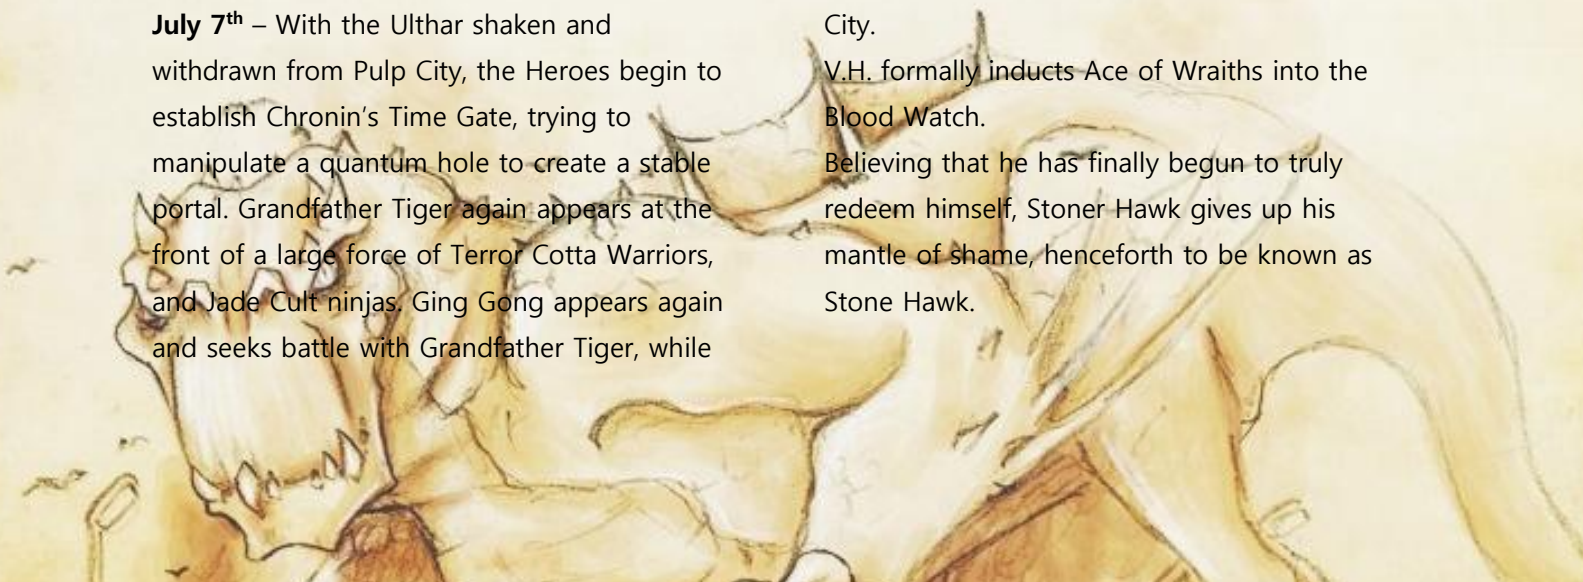 July 7th – With the Ulthar shaken and
withdrawn from Pulp City, the Heroes begin to
establish Chronin's Time Gate, trying to
manipulate a quantum hole to create a stable
portal. Grandfather Tiger again appears at the
front of a large force of Terror Cotta Warriors,
and Jade Cult ninjas. Ging Gong appears again
and seeks battle with Grandfather Tiger, while
City.
V.H. formally inducts Ace of Wraiths into the
Blood Watch.
Believing that he has finally begun to truly
redeem himself, Stoner Hawk gives up his
mantle of shame, henceforth to be known as
Stone Hawk.